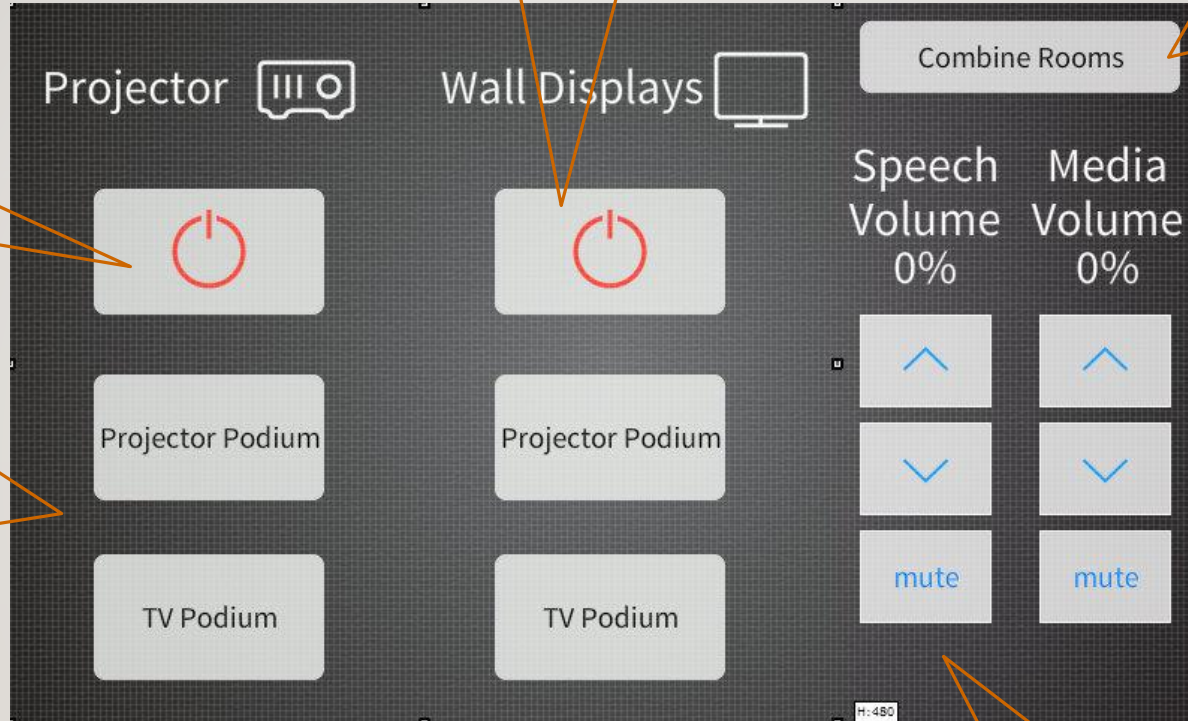 Projector
Wall Displays
Combine Rooms
Speech Volume 0%
Media Volume 0%
Projector Podium
Projector Podium
mute
mute
TV Podium
TV Podium
H:480